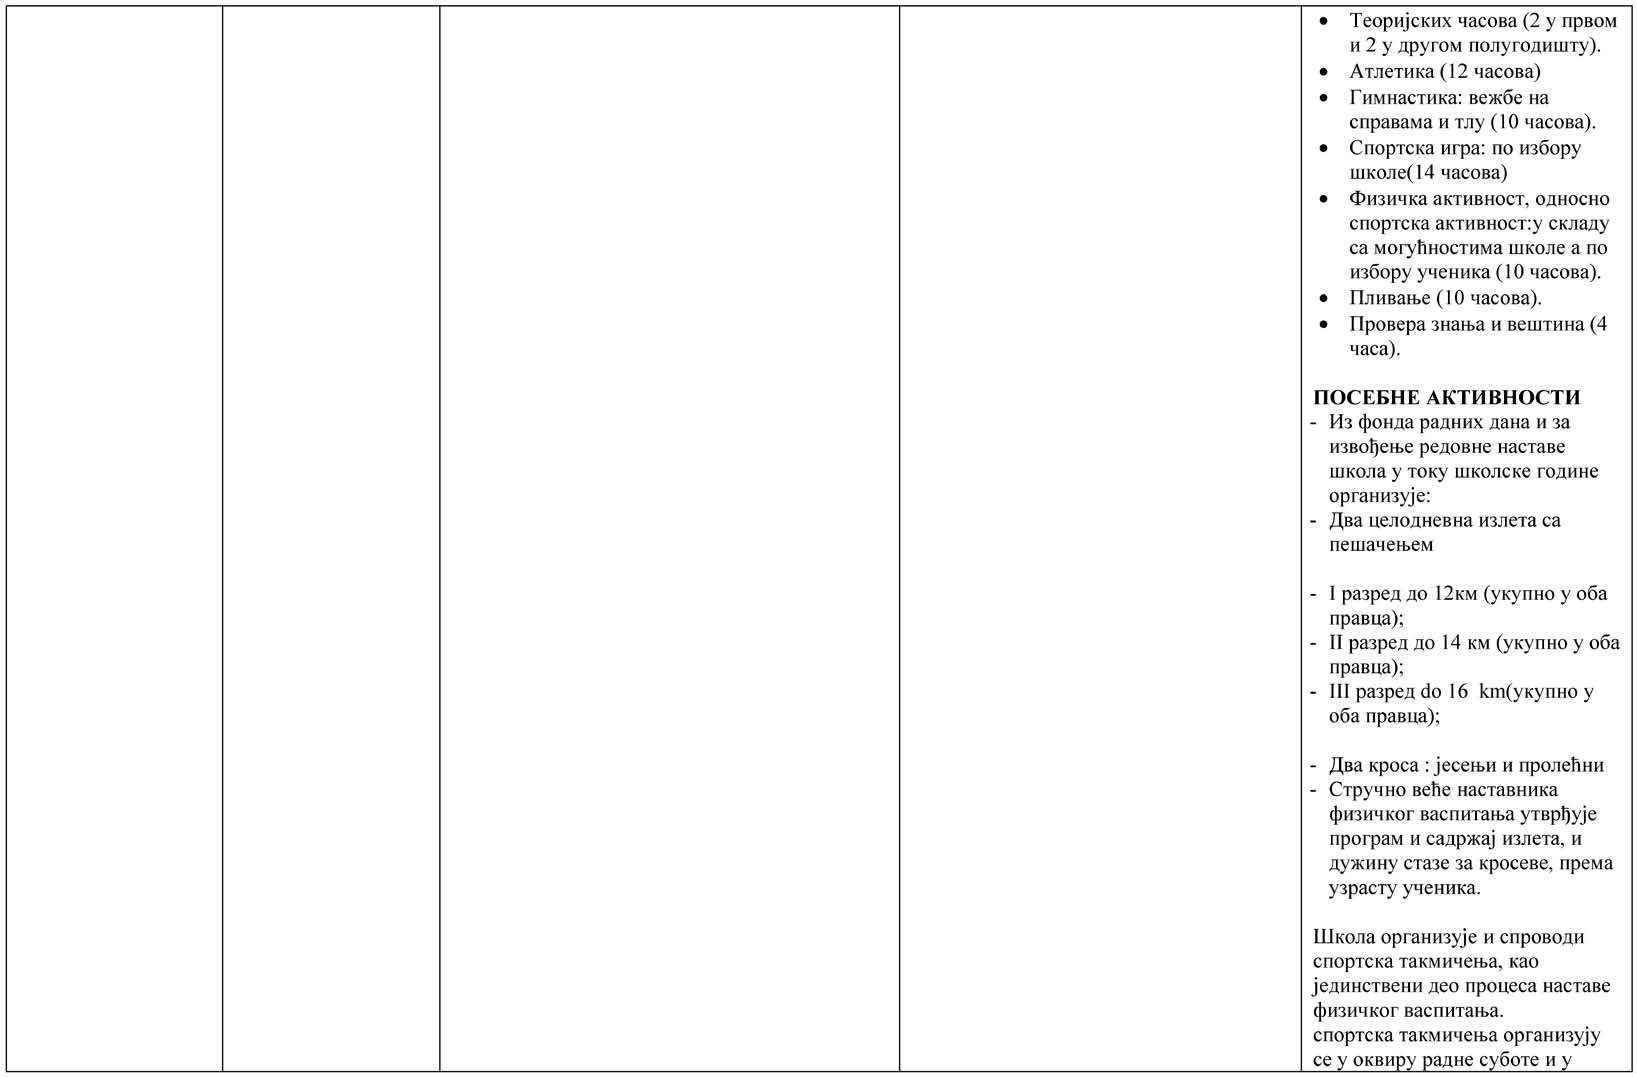 • Теоријских часова (2 у првом
и 2 у другом полугодишту).
• Атлетика (12 часова)
• Гимнастика: вежбе на
справама и тлу (10 часова).
• Спортска игра: по избору
школе(14 часова)
• Физичка активност, односно
спортска активност:у складу
са могућностима школе а по
избору ученика (10 часова).
• Пливање (10 часова).
• Провера знања и вештина (4
часа).
ПОСЕБНЕ АКТИВНОСТИ
- Из фонда радних дана и за
извођење редовне наставе
школа у току школске године
организује:
- Два целодневна излета са
пешачењем
- I разред до 12км (укупно у оба
правца);
- II разред до 14 км (укупно у оба
правца);
- III разред do 16  km(укупно у
оба правца);
- Два кроса : јесењи и пролећни
- Стручно веће наставника
физичког васпитања утврђује
програм и садржај излета, и
дужину стазе за кросеве, према
узрасту ученика.
Школа организује и спроводи
спортска такмичења, као
јединствени део процеса наставе
физичког васпитања.
спортска такмичења организују
се у оквиру радне суботе и у